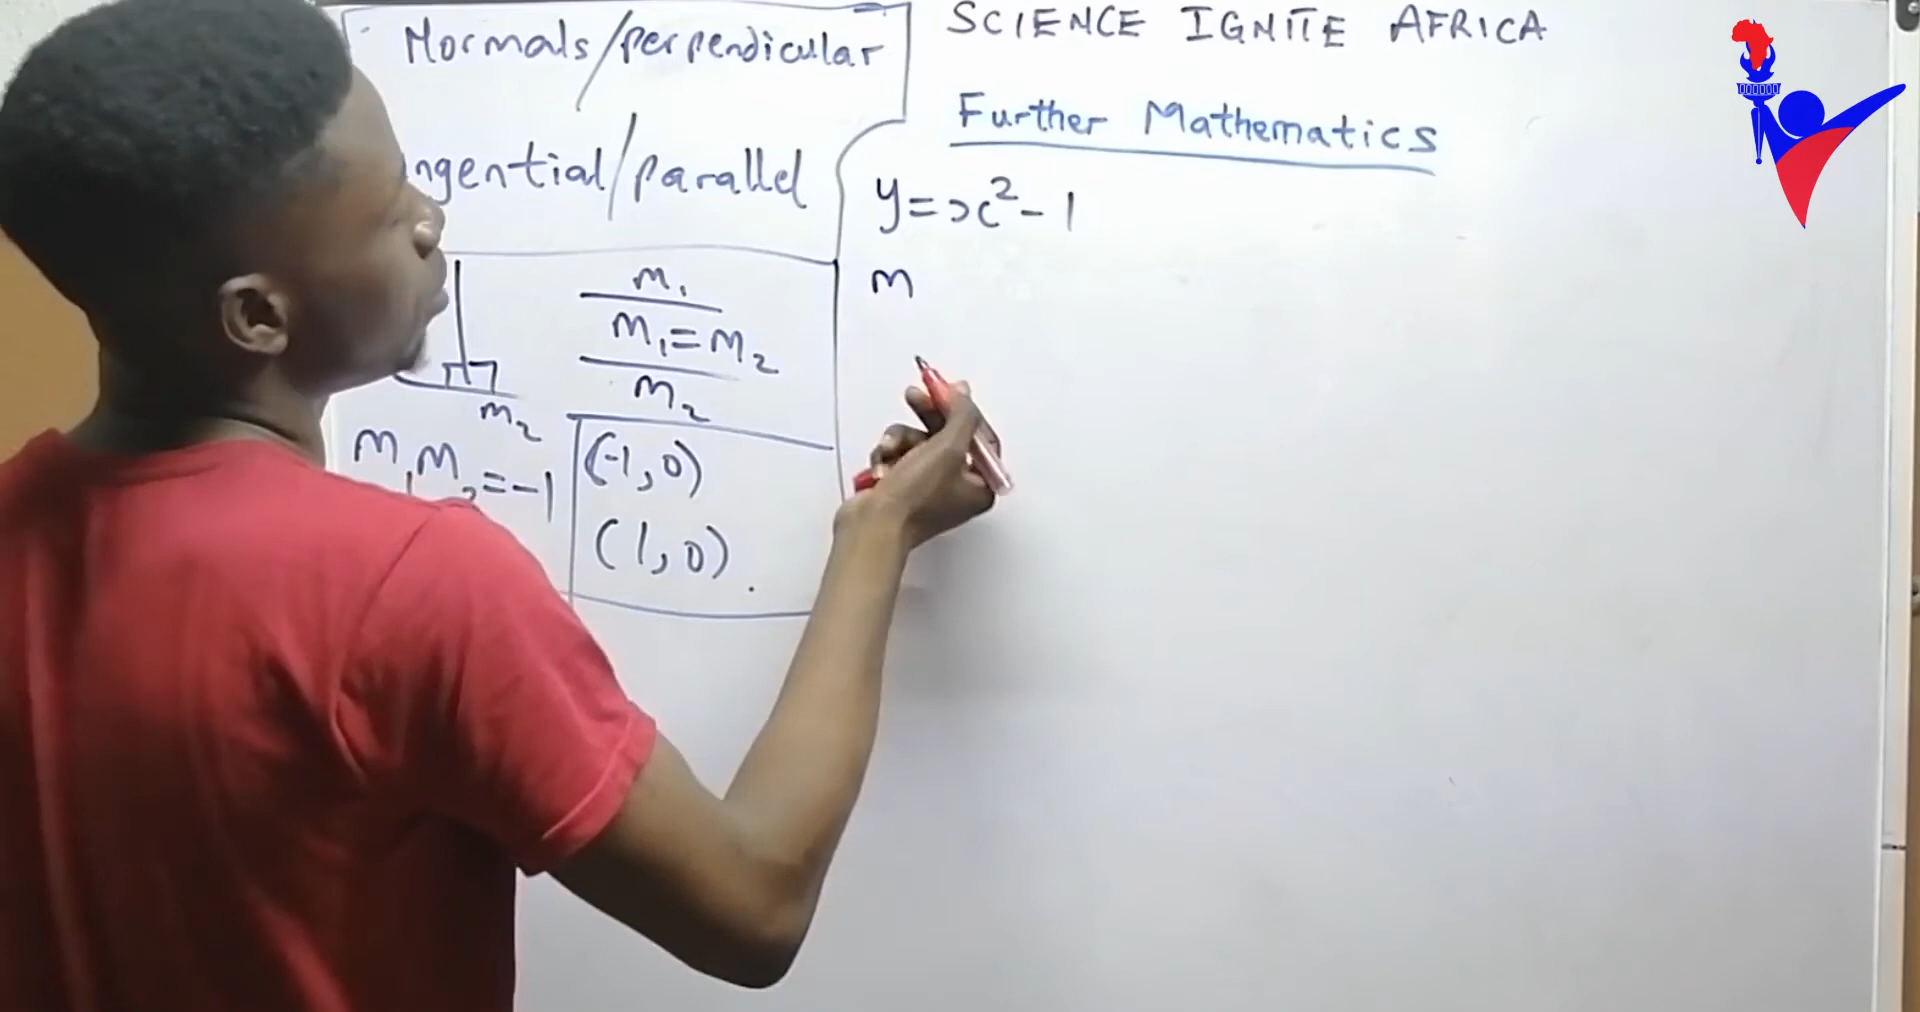 Normals/perpendicular
ngential/parallel
m₁
m₁=m₂
m₂
m₂
m₁m₂=-1
(-1,0)
(1,0).
SCIENCE IGNITE AFRICA
Further Mathematics
y=x²-1
m